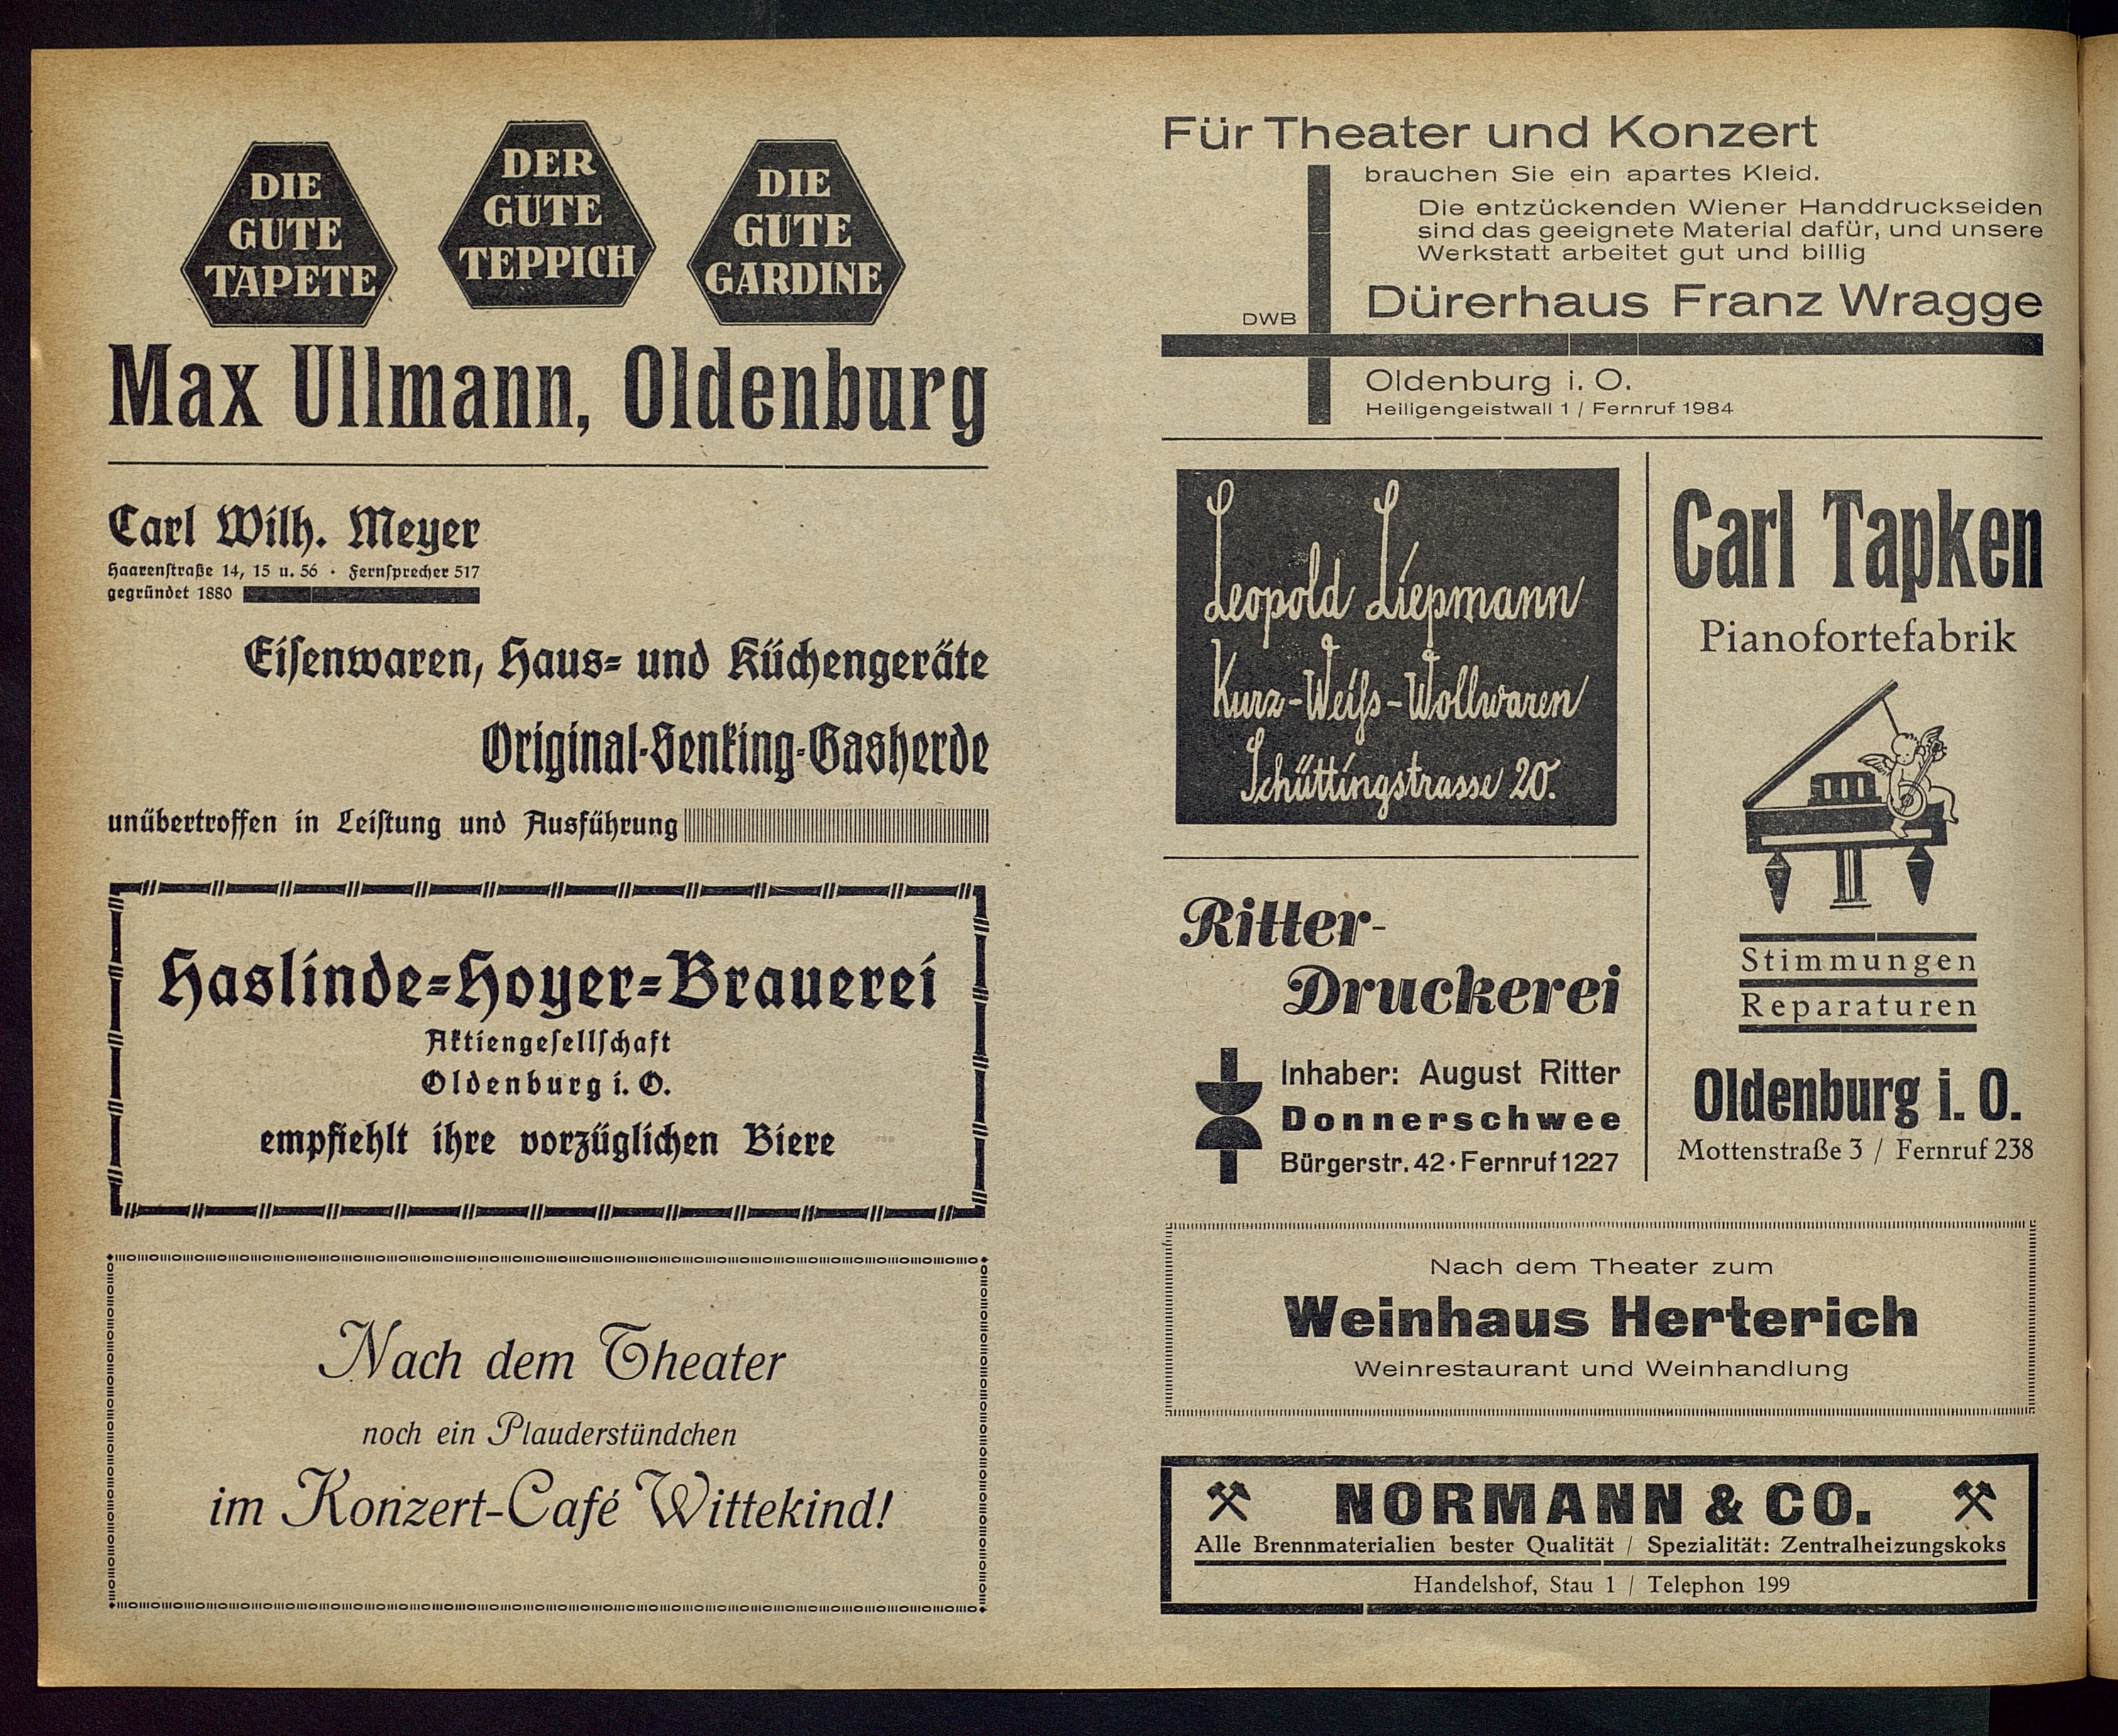 DIE
GUTE
TAPETE
DER
GUTE
TEPPICH
DIE
GUTE
GARDINE
Max Ullmann, Oldenburg
Carl Wilh. Meyer
Haarenſtraße 14, 15 u. 56 · Fernſprecher 517
gegründet 1880
Eiſenwaren, Haus- und Küchengeräte
Original-Senking-Gasherde
unübertroffen in Leiſtung und Ausführung
Haslinde-Hoyer-Brauerei
Aktiengeſellſchaft
Oldenburg i. O.
empfiehlt ihre vorzüglichen Biere
Nach dem Theater
noch ein Plauderstündchen
im Konzert-Café Wittekind!
Für Theater und Konzert
brauchen Sie ein apartes Kleid.
Die entzückenden Wiener Handdruckseiden
sind das geeignete Material dafür, und unsere
Werkstatt arbeitet gut und billig
DWB
Dürerhaus Franz Wragge
Oldenburg i. O.
Heiligengeistwall 1 / Fernruf 1984
Leopold Liepmann
Kurz-Weiſs-Wollwaren
Schüttingstrasse 20.
Ritter-
Druckerei
Inhaber: August Ritter
Donnerschwee
Bürgerstr. 42 · Fernruf 1227
Carl Tapken
Pianofortefabrik
Stimmungen
Reparaturen
Oldenburg i. O.
Mottenstraße 3 / Fernruf 238
Nach dem Theater zum
Weinhaus Herterich
Weinrestaurant und Weinhandlung
NORMANN & CO.
Alle Brennmaterialien bester Qualität / Spezialität: Zentralheizungskoks
Handelshof, Stau 1 / Telephon 199